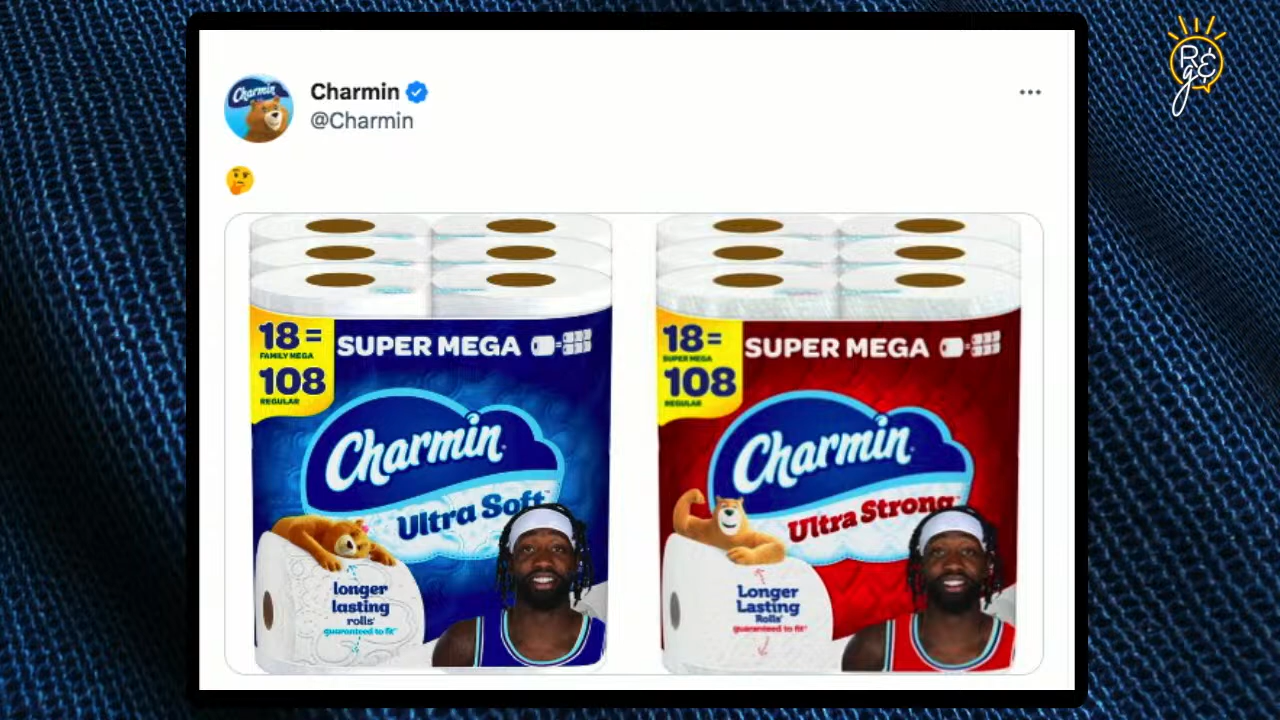 Charmin
Charmin
@Charmin
R&
g
18 =
FAMILY MEGA
108
REGULAR
SUPER MEGA
=
Charmin
Ultra Soft
longer
lasting
rolls
guaranteed to fit*
18 =
SUPER MEGA
108
REGULAR
SUPER MEGA
=
Charmin
Ultra Strong
Longer
Lasting
Rolls
guaranteed to fit*